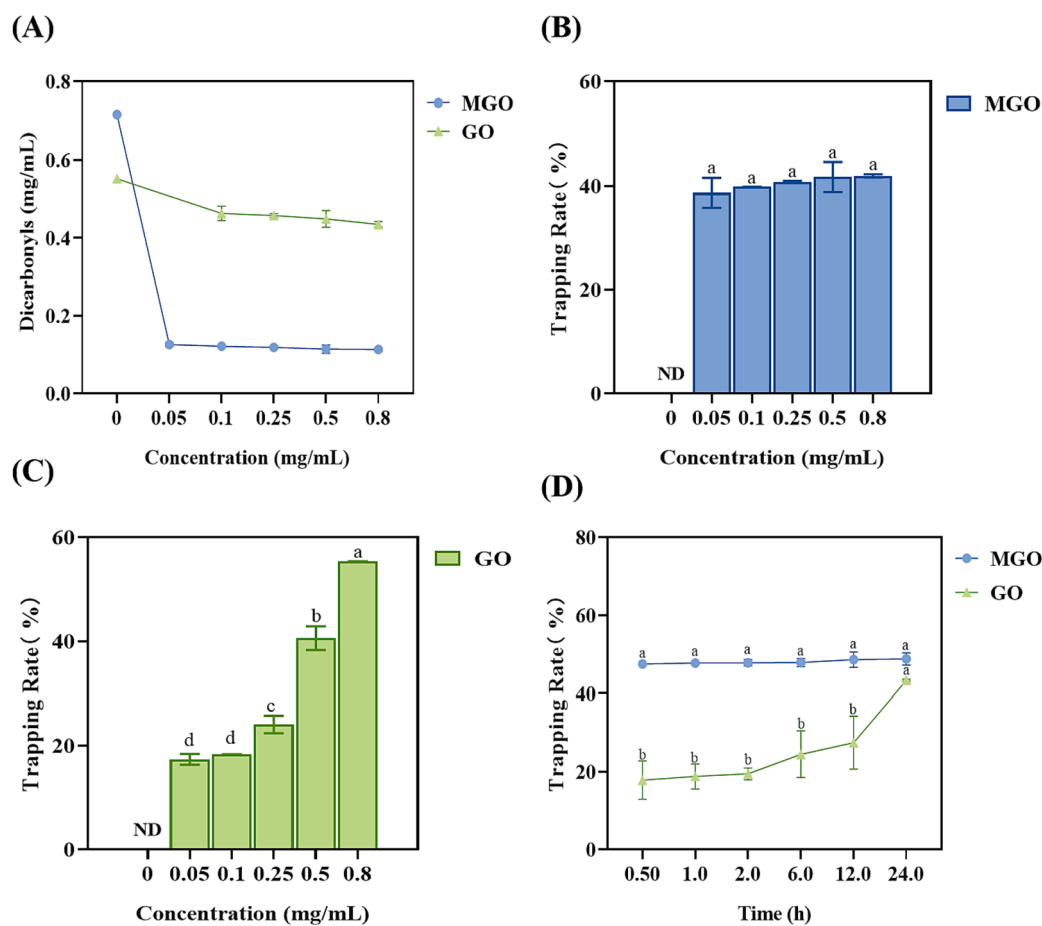 (A)
0.8
0.6
0.4
0.2
0.0
Dicarbonyls (mg/mL)
0 0.05 0.1 0.25 0.5 0.8
Concentration (mg/mL)
MGO
GO
(B)
60
40
20
0
Trapping Rate( %)
ND
a a a a a
0 0.05 0.1 0.25 0.5 0.8
Concentration (mg/mL)
MGO
(C)
60
40
20
0
Trapping Rate( %)
ND
d d c b a
0 0.05 0.1 0.25 0.5 0.8
Concentration (mg/mL)
GO
(D)
80
60
40
20
0
Trapping Rate( %)
a a a a a a
b b b b b a
0.50 1.0 2.0 6.0 12.0 24.0
Time (h)
MGO
GO